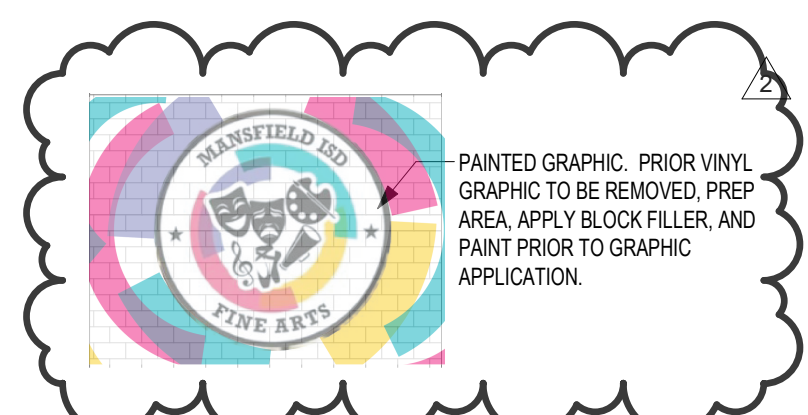 2
MANSFIELD ISD
FINE ARTS
PAINTED GRAPHIC.  PRIOR VINYL
GRAPHIC TO BE REMOVED, PREP
AREA, APPLY BLOCK FILLER, AND
PAINT PRIOR TO GRAPHIC
APPLICATION.